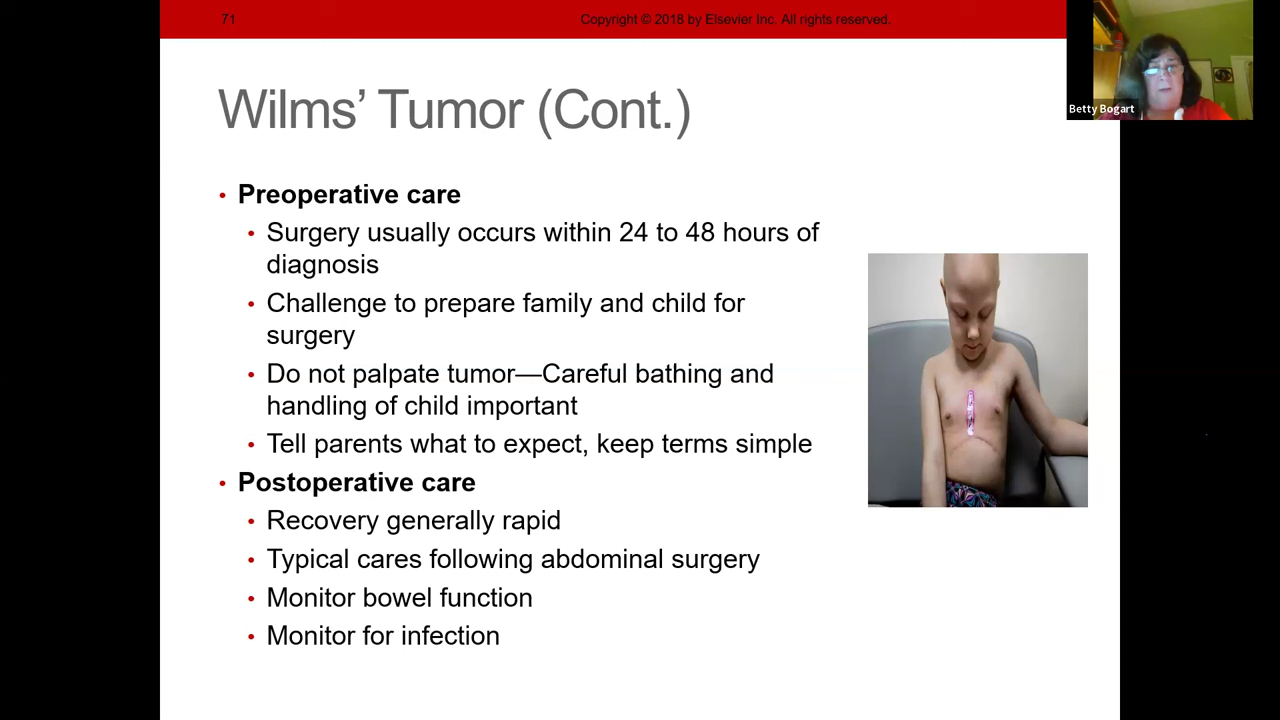 71
Copyright © 2018 by Elsevier Inc. All rights reserved.
Betty Bogart
Wilms’ Tumor (Cont.)
• Preoperative care
• Surgery usually occurs within 24 to 48 hours of
diagnosis
• Challenge to prepare family and child for
surgery
• Do not palpate tumor—Careful bathing and
handling of child important
• Tell parents what to expect, keep terms simple
• Postoperative care
• Recovery generally rapid
• Typical cares following abdominal surgery
• Monitor bowel function
• Monitor for infection